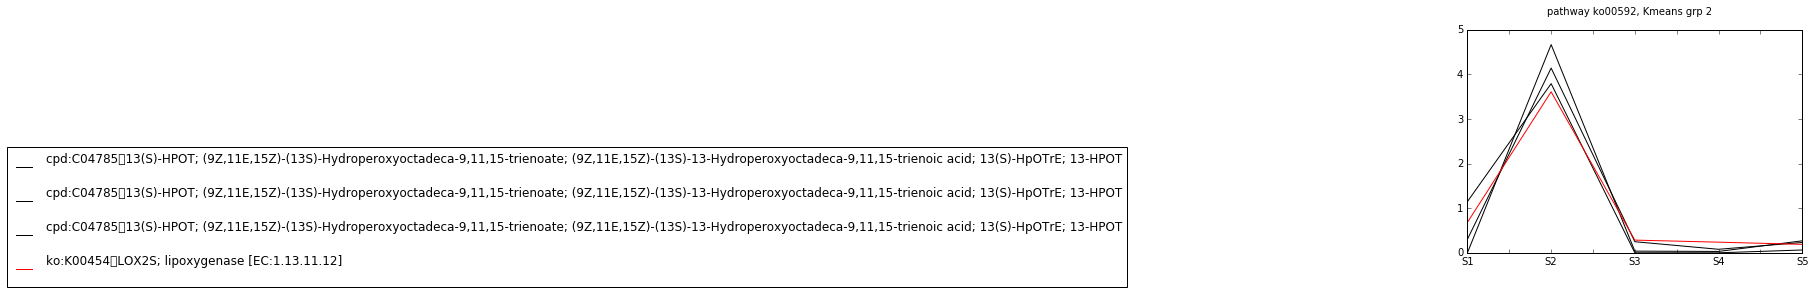 pathway ko00592, Kmeans grp 2
5
4
3
2
1
0
S1 S2 S3 S4 S5
cpd:C04785 13(S)-HPOT; (9Z,11E,15Z)-(13S)-Hydroperoxyoctadeca-9,11,15-trienoate; (9Z,11E,15Z)-(13S)-13-Hydroperoxyoctadeca-9,11,15-trienoic acid; 13(S)-HpOTrE; 13-HPOT
cpd:C04785 13(S)-HPOT; (9Z,11E,15Z)-(13S)-Hydroperoxyoctadeca-9,11,15-trienoate; (9Z,11E,15Z)-(13S)-13-Hydroperoxyoctadeca-9,11,15-trienoic acid; 13(S)-HpOTrE; 13-HPOT
cpd:C04785 13(S)-HPOT; (9Z,11E,15Z)-(13S)-Hydroperoxyoctadeca-9,11,15-trienoate; (9Z,11E,15Z)-(13S)-13-Hydroperoxyoctadeca-9,11,15-trienoic acid; 13(S)-HpOTrE; 13-HPOT
ko:K00454 LOX2S; lipoxygenase [EC:1.13.11.12]